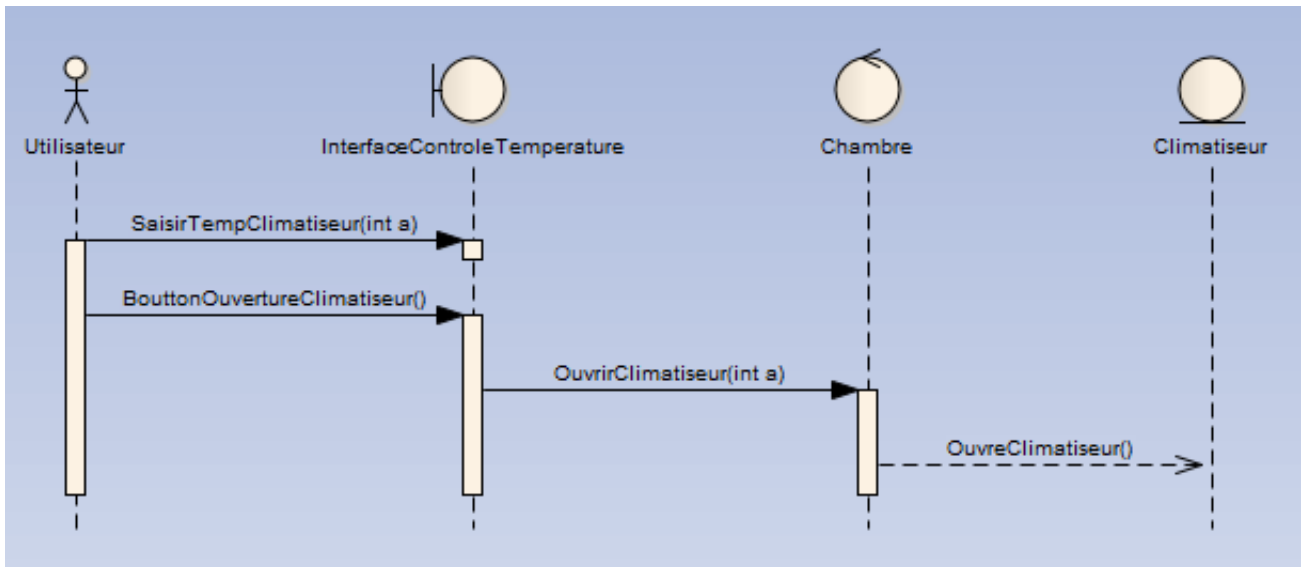 Utilisateur
InterfaceControleTemperature
Chambre
Climatiseur
SaisirTempClimatiseur(int a)
BouttonOuvertureClimatiseur()
OuvrirClimatiseur(int a)
OuvreClimatiseur()